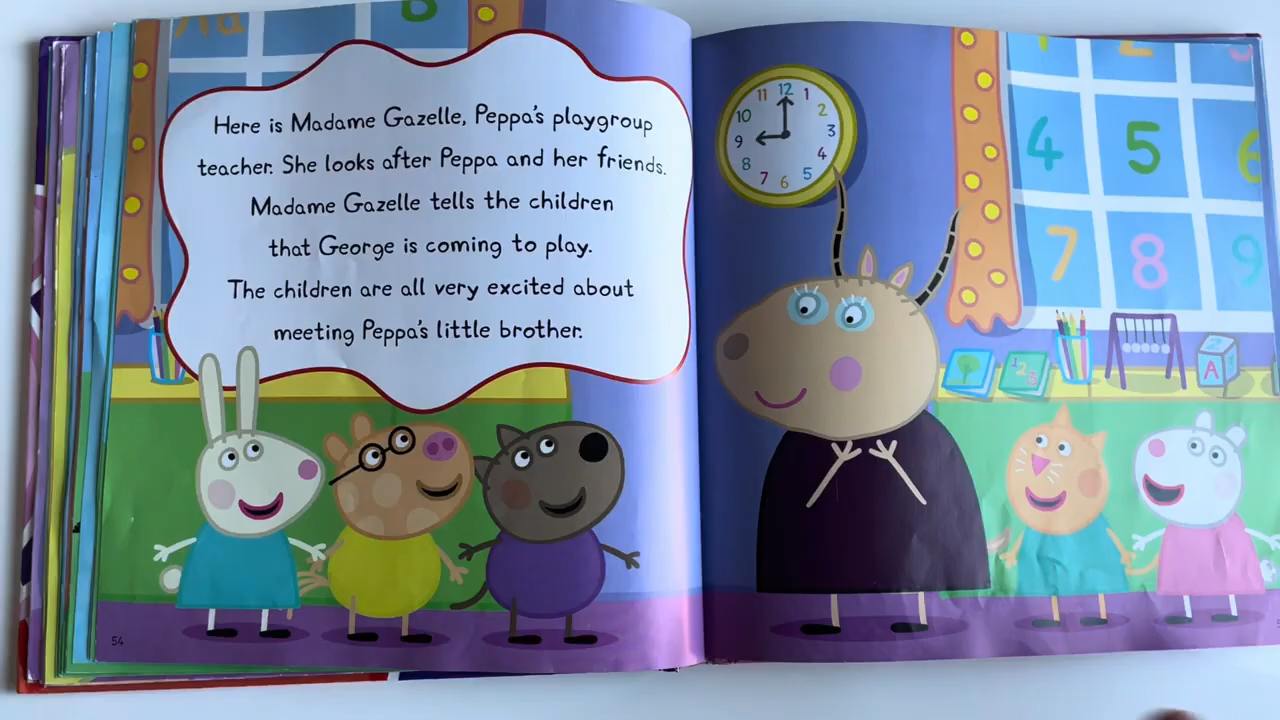 Here is Madame Gazelle, Peppa's playgroup
teacher. She looks after Peppa and her friends.
Madame Gazelle tells the children
that George is coming to play.
The children are all very excited about
meeting Peppa's little brother.
54
11 12 1
10 2
9 3
8 4
7 6 5
4 5 6
7 8 9
123
A